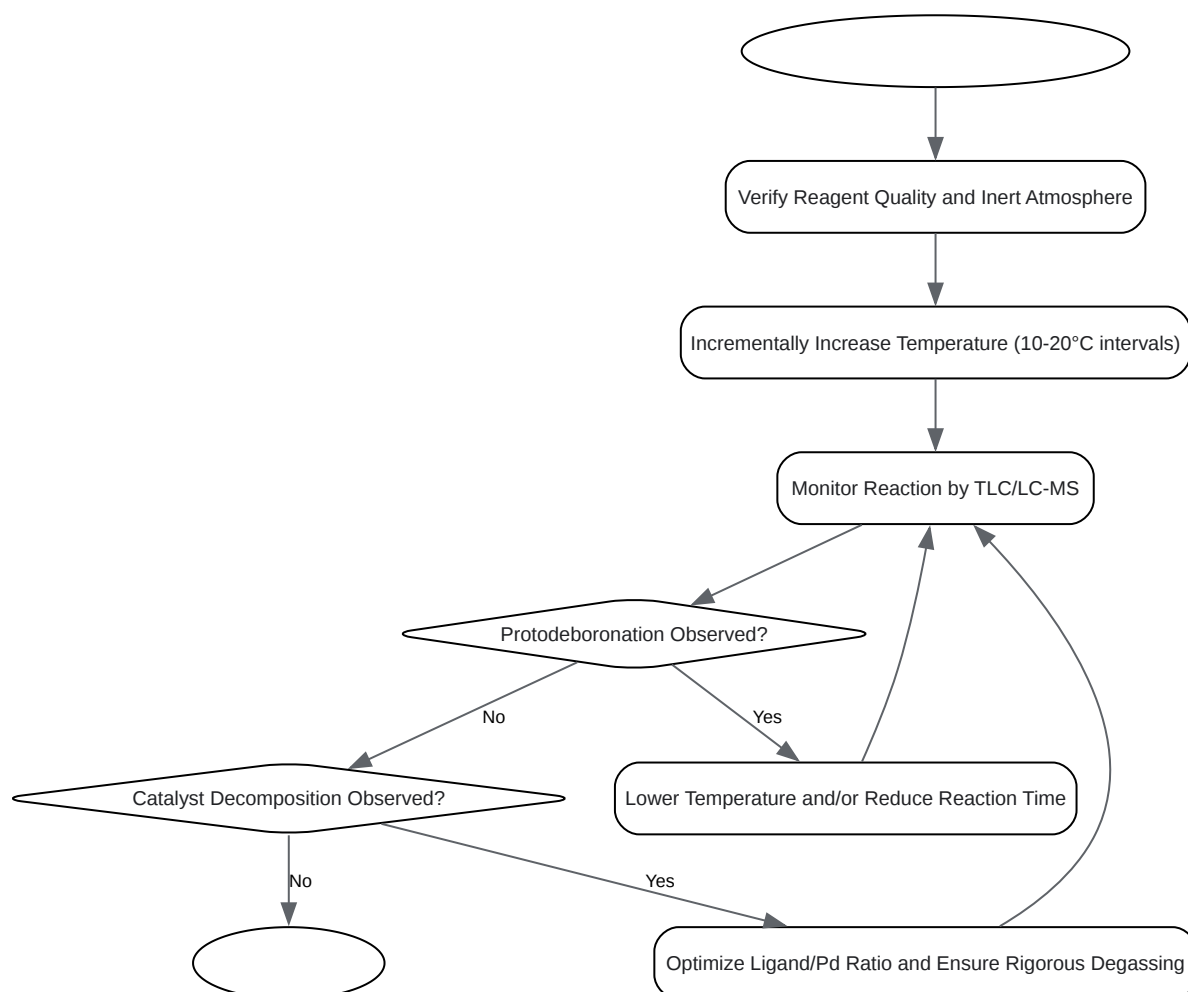 Verify Reagent Quality and Inert Atmosphere
Incrementally Increase Temperature (10-20°C intervals)
Monitor Reaction by TLC/LC-MS
Protodeboronation Observed?
No
Yes
Catalyst Decomposition Observed?
Lower Temperature and/or Reduce Reaction Time
No
Yes
Optimize Ligand/Pd Ratio and Ensure Rigorous Degassing